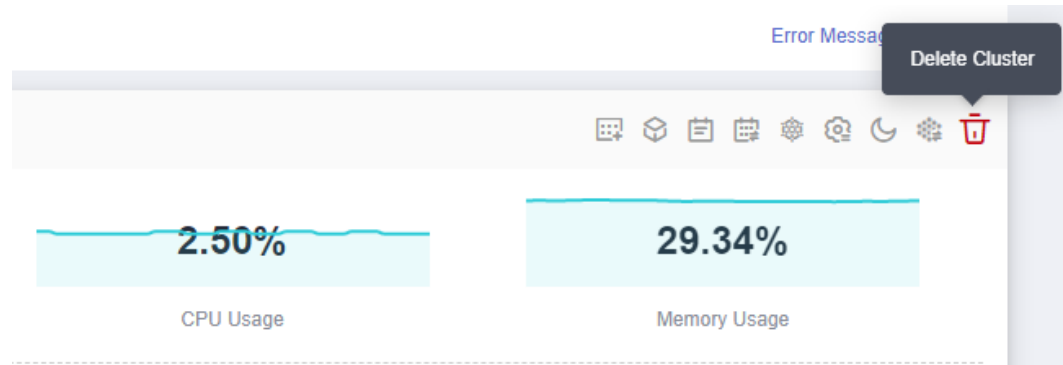 Error Messag
Delete Cluster
2.50%
29.34%
CPU Usage
Memory Usage